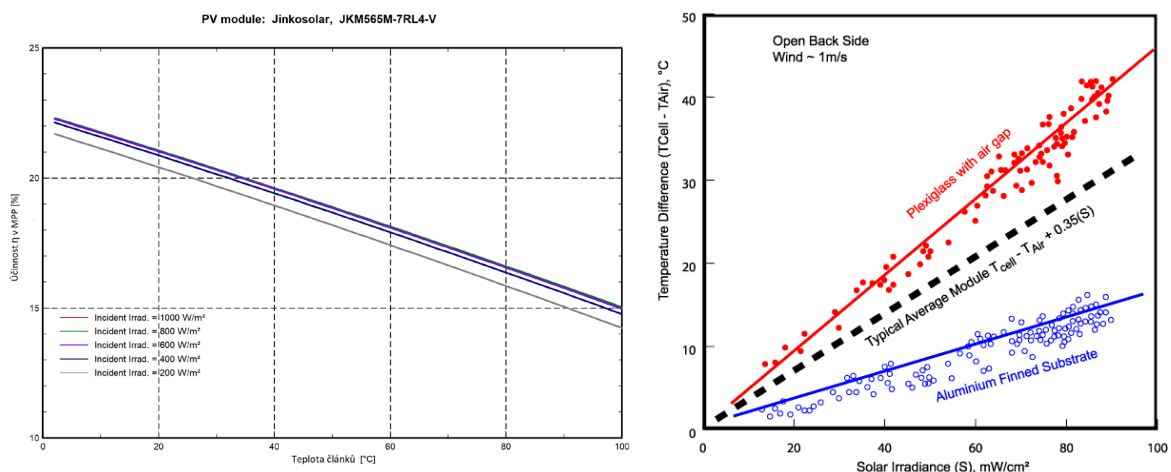 PV module: Jinkosolar, JKM565M-7RL4-V
25
20
15
10
Účinnost η v MPP [%]
Incident Irrad. = 1000 W/m²
Incident Irrad. = 800 W/m²
Incident Irrad. = 600 W/m²
Incident Irrad. = 400 W/m²
Incident Irrad. = 200 W/m²
0
20
40
60
80
100
Teplota článků [°C]
Open Back Side
Wind ~ 1m/s
50
40
30
20
10
0
Temperature Difference (TCell - TAir), °C
Plexiglass with air gap
Typical Average Module Tcell - TAir + 0.35(S)
Aluminium Finned Substrate
0
20
40
60
80
100
Solar Irradiance (S), mW/cm²